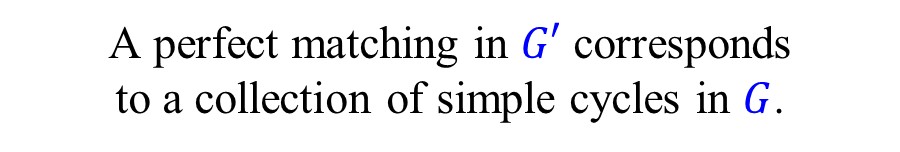 A perfect matching in G′ corresponds
to a collection of simple cycles in G.